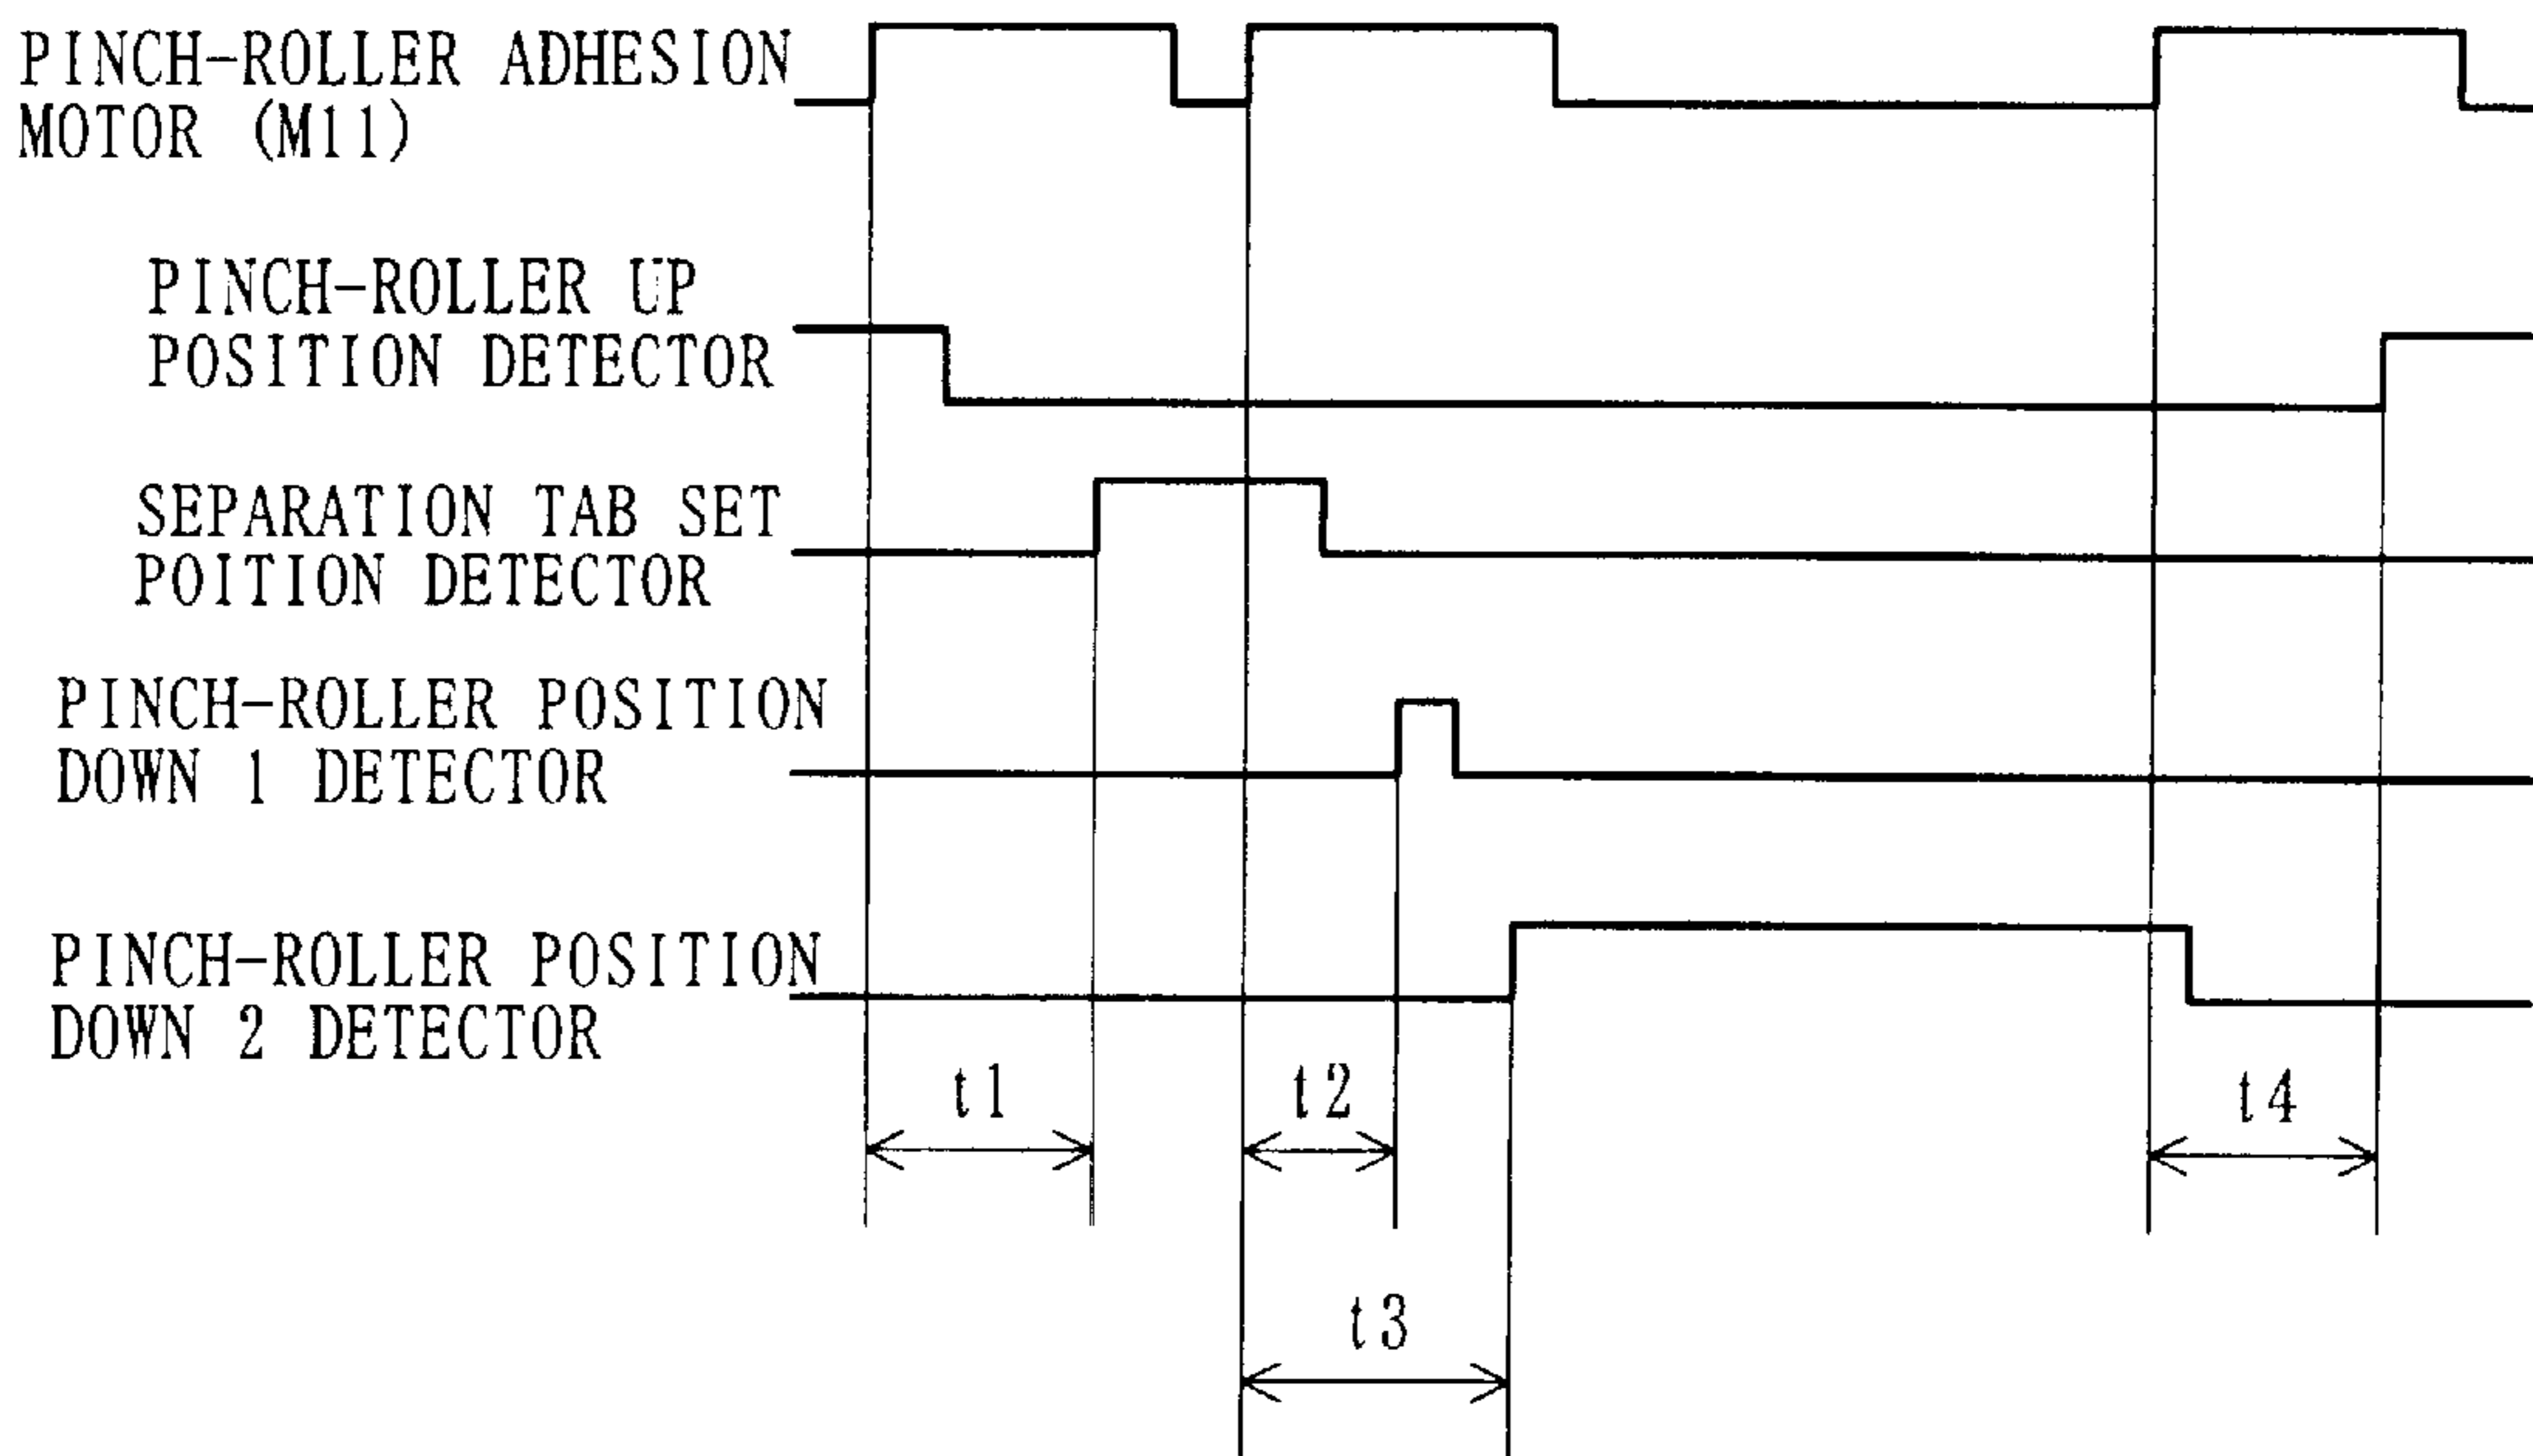 PINCH-ROLLER ADHESION
MOTOR (M11)
PINCH-ROLLER UP
POSITION DETECTOR
SEPARATION TAB SET
POITION DETECTOR
PINCH-ROLLER POSITION
DOWN 1 DETECTOR
PINCH-ROLLER POSITION
DOWN 2 DETECTOR
t1
t2
t4
t3